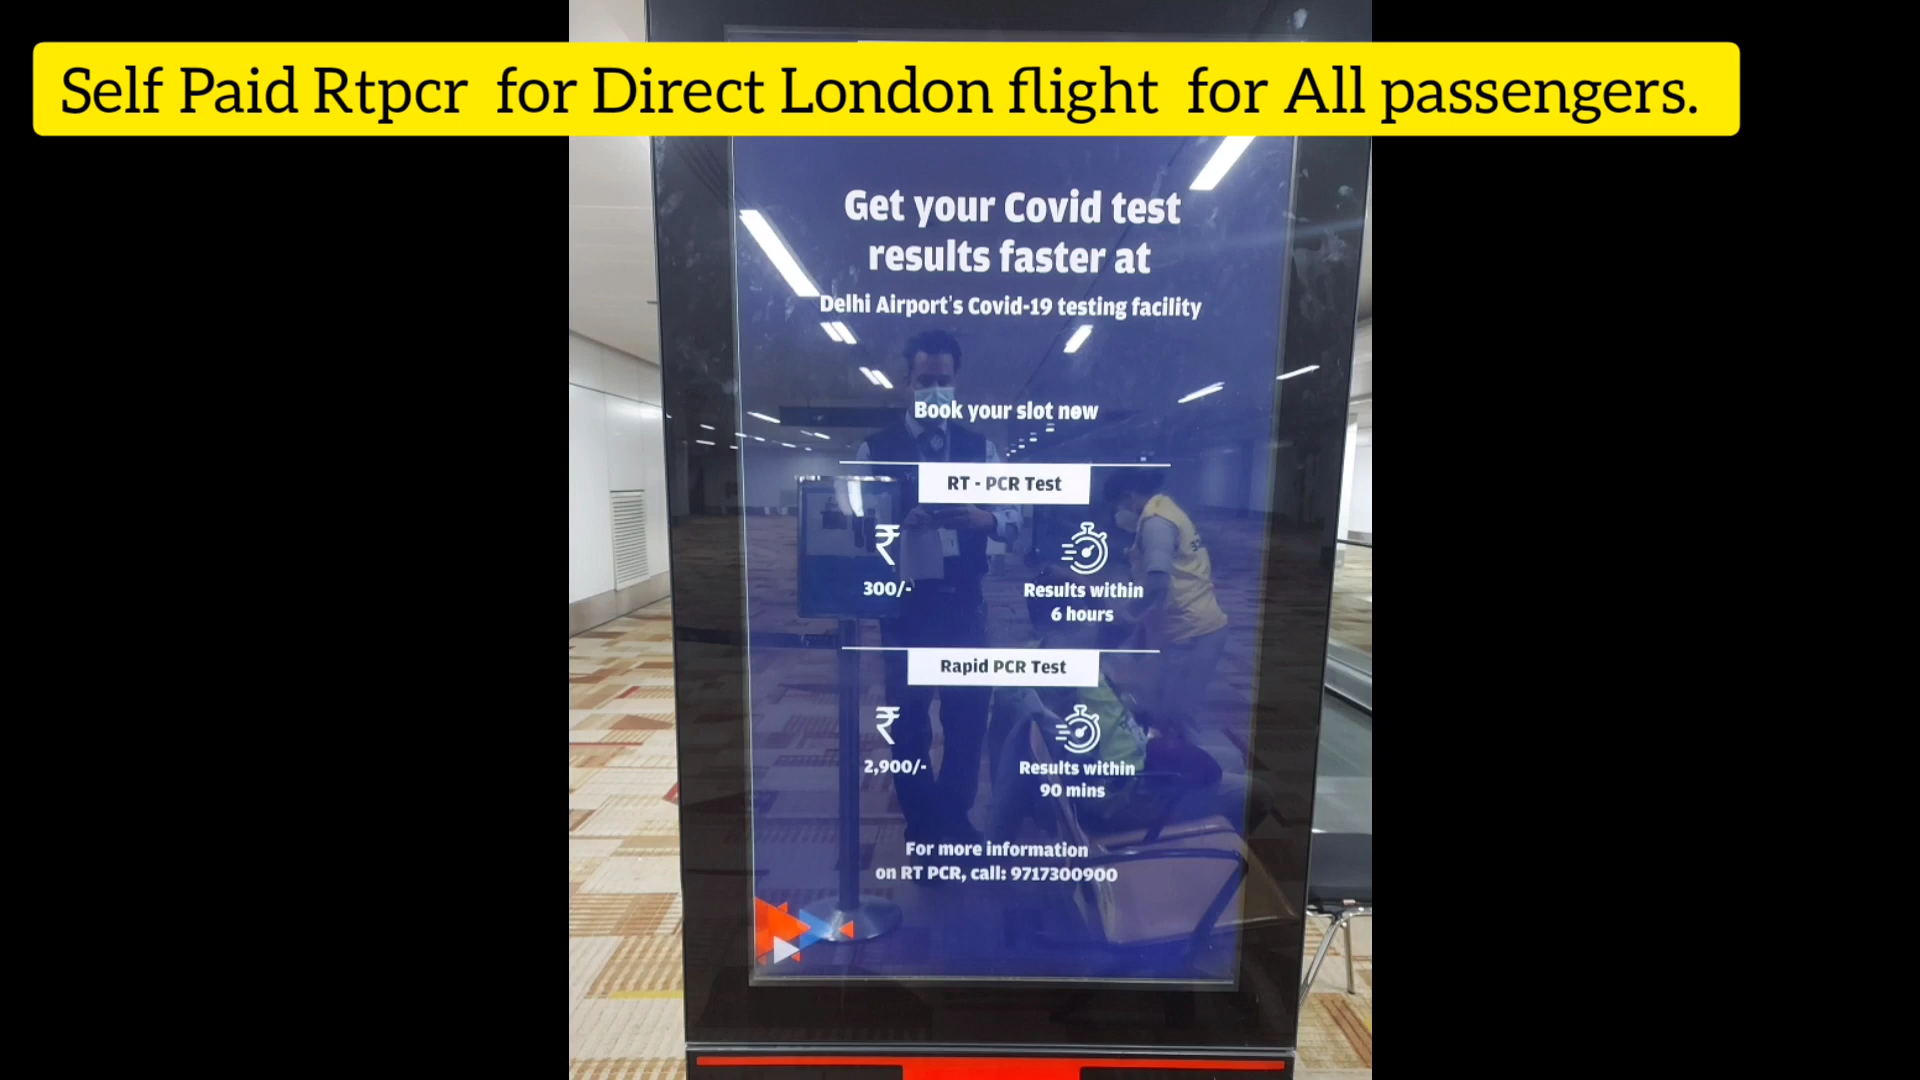 Self Paid Rtpcr for Direct London flight for All passengers.
Get your Covid test
results faster at
Delhi Airport's Covid-19 testing facility
Book your slot now
RT - PCR Test
₹
300/-
Results within
6 hours
Rapid PCR Test
₹
2,900/-
Results within
90 mins
For more information
on RT PCR, call: 9717300900